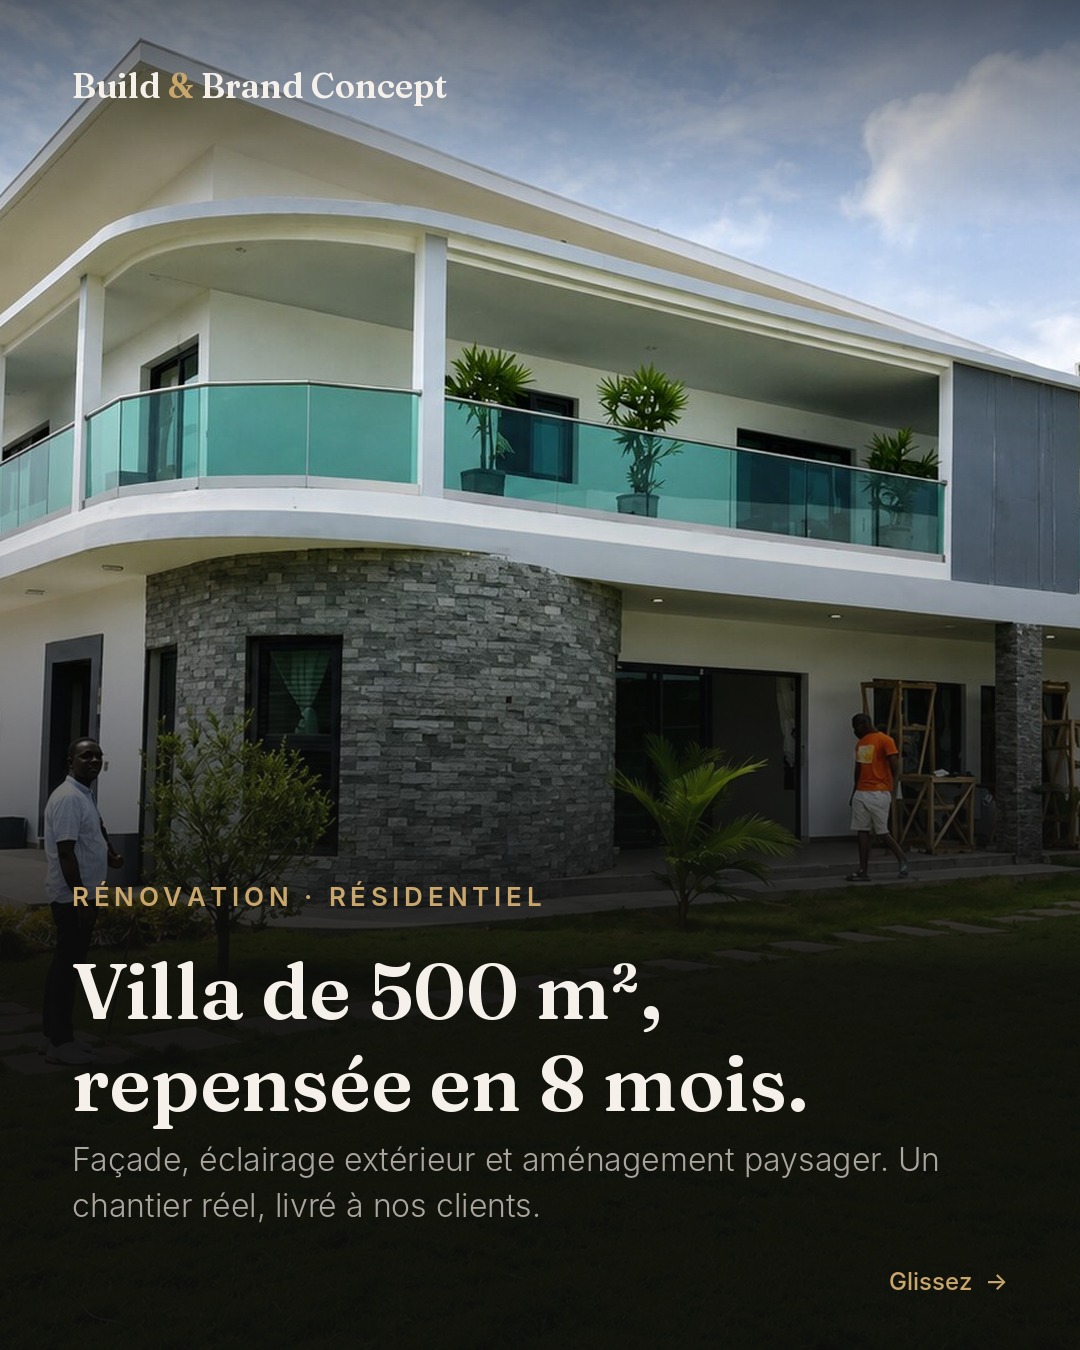 Build & Brand Concept
RÉNOVATION · RÉSIDENTIEL
Villa de 500 m²,
repensée en 8 mois.
Façade, éclairage extérieur et aménagement paysager. Un
chantier réel, livré à nos clients.
Glissez →